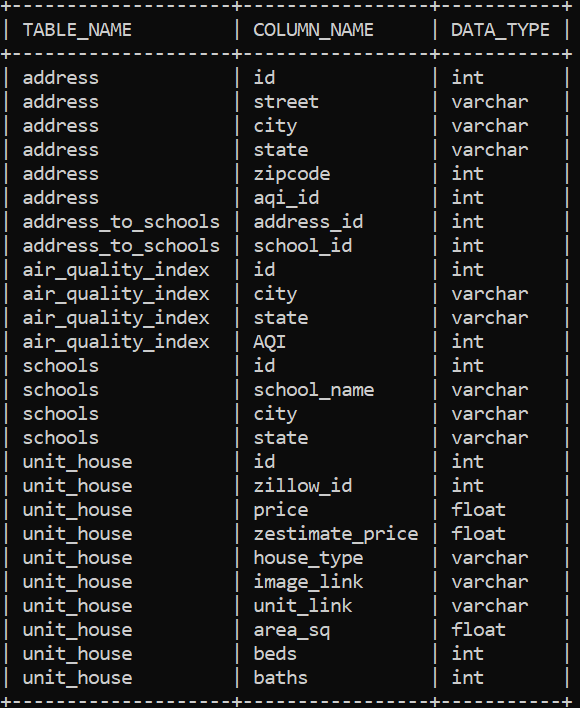 +--------------------+-----------------+-----------+
| TABLE_NAME         | COLUMN_NAME     | DATA_TYPE |
+--------------------+-----------------+-----------+
| address            | id              | int       |
| address            | street          | varchar   |
| address            | city            | varchar   |
| address            | state           | varchar   |
| address            | zipcode         | int       |
| address            | aqi_id          | int       |
| address_to_schools | address_id      | int       |
| address_to_schools | school_id       | int       |
| air_quality_index  | id              | int       |
| air_quality_index  | city            | varchar   |
| air_quality_index  | state           | varchar   |
| air_quality_index  | AQI             | int       |
| schools            | id              | int       |
| schools            | school_name     | varchar   |
| schools            | city            | varchar   |
| schools            | state           | varchar   |
| unit_house         | id              | int       |
| unit_house         | zillow_id       | int       |
| unit_house         | price           | float     |
| unit_house         | zestimate_price | float     |
| unit_house         | house_type      | varchar   |
| unit_house         | image_link      | varchar   |
| unit_house         | unit_link       | varchar   |
| unit_house         | area_sq         | float     |
| unit_house         | beds            | int       |
| unit_house         | baths           | int       |
+--------------------+-----------------+-----------+